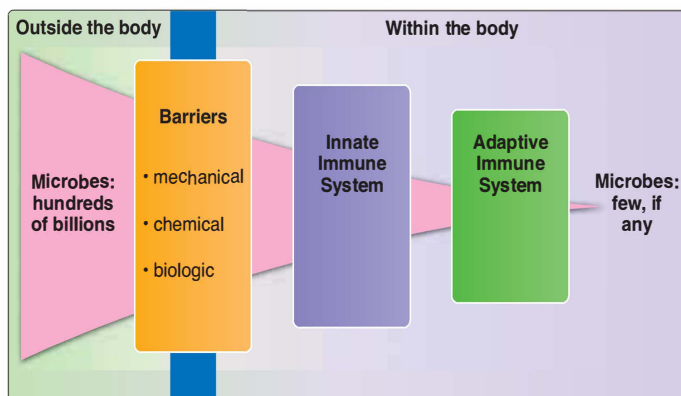 Outside the body
Within the body
Microbes:
hundreds
of billions
Barriers
• mechanical
• chemical
• biologic
Innate
Immune
System
Adaptive
Immune
System
Microbes:
few, if
any